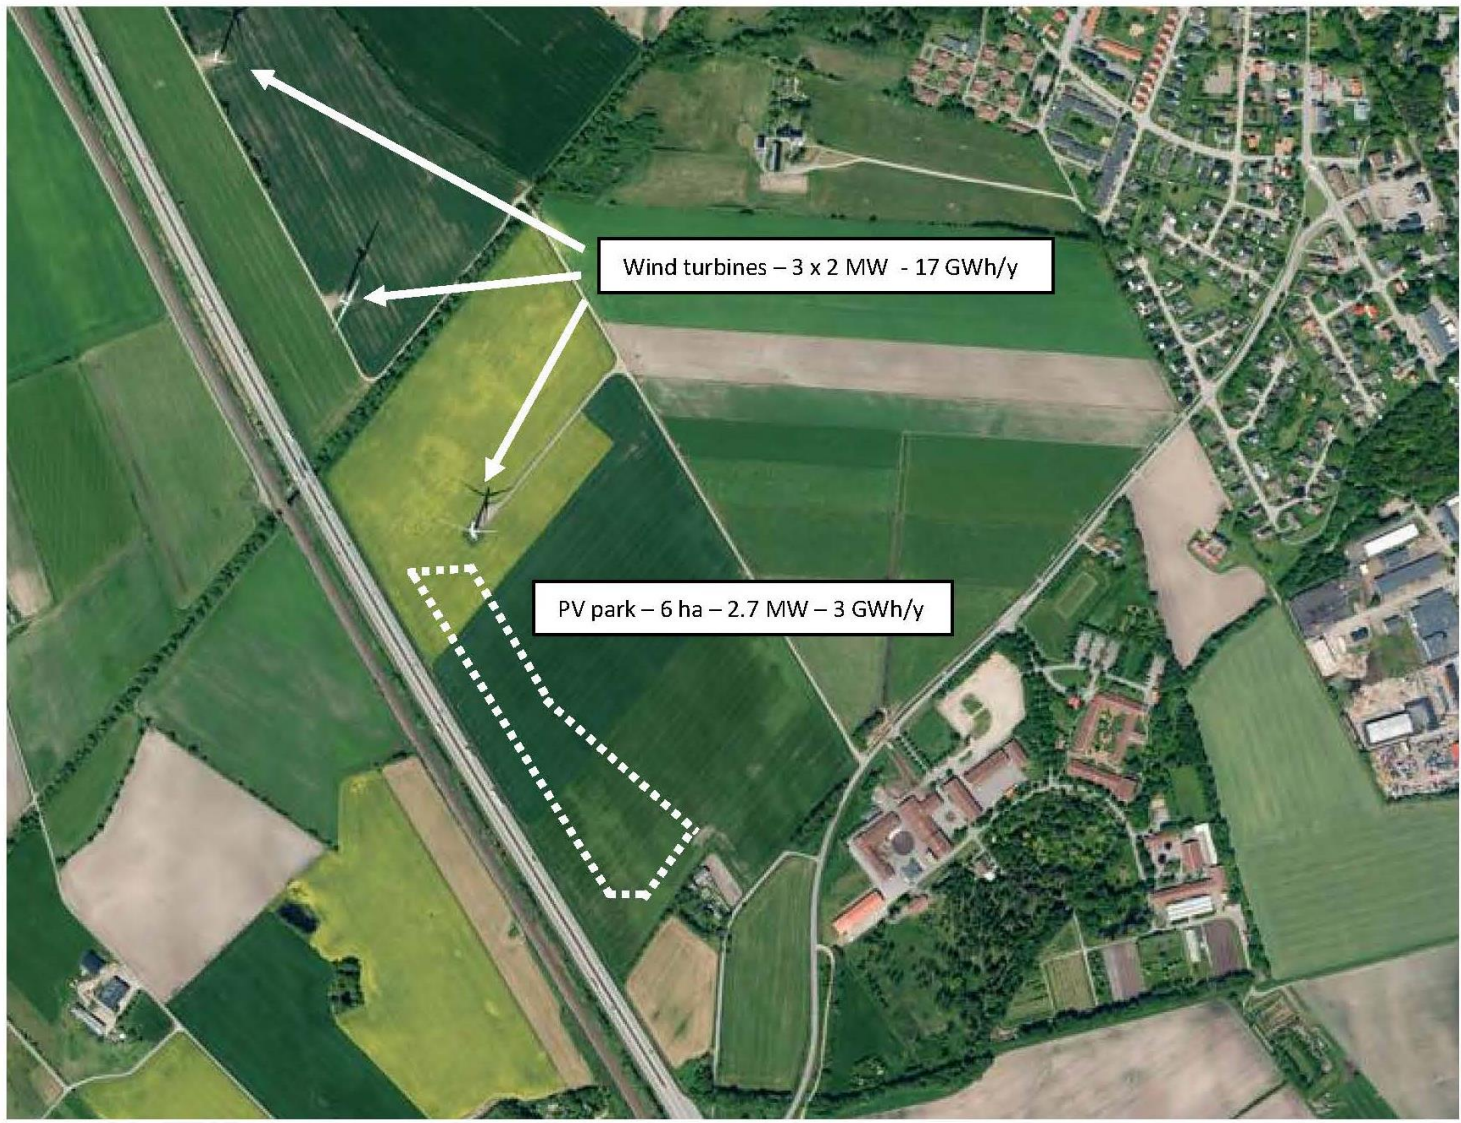 Wind turbines – 3 x 2 MW - 17 GWh/y
PV park – 6 ha – 2.7 MW – 3 GWh/y